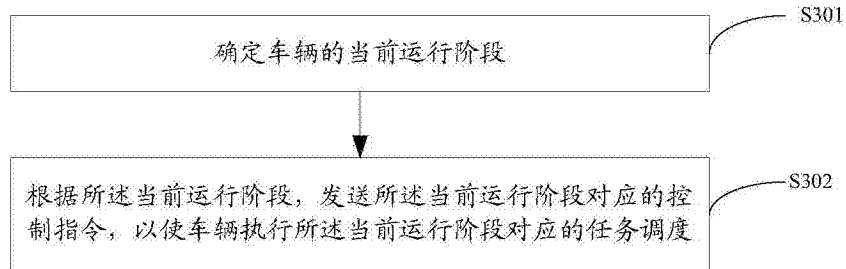 确定车辆的当前运行阶段
S301
根据所述当前运行阶段，发送所述当前运行阶段对应的控
制指令，以使车辆执行所述当前运行阶段对应的任务调度
S302